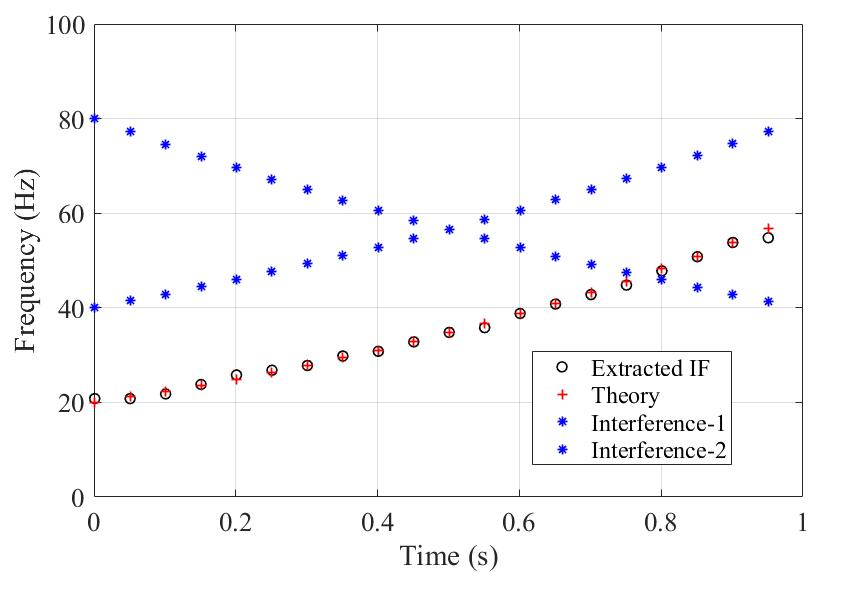 100
80
60
40
20
0
Frequency (Hz)
Extracted IF
Theory
Interference-1
Interference-2
0 0.2 0.4 0.6 0.8 1
Time (s)